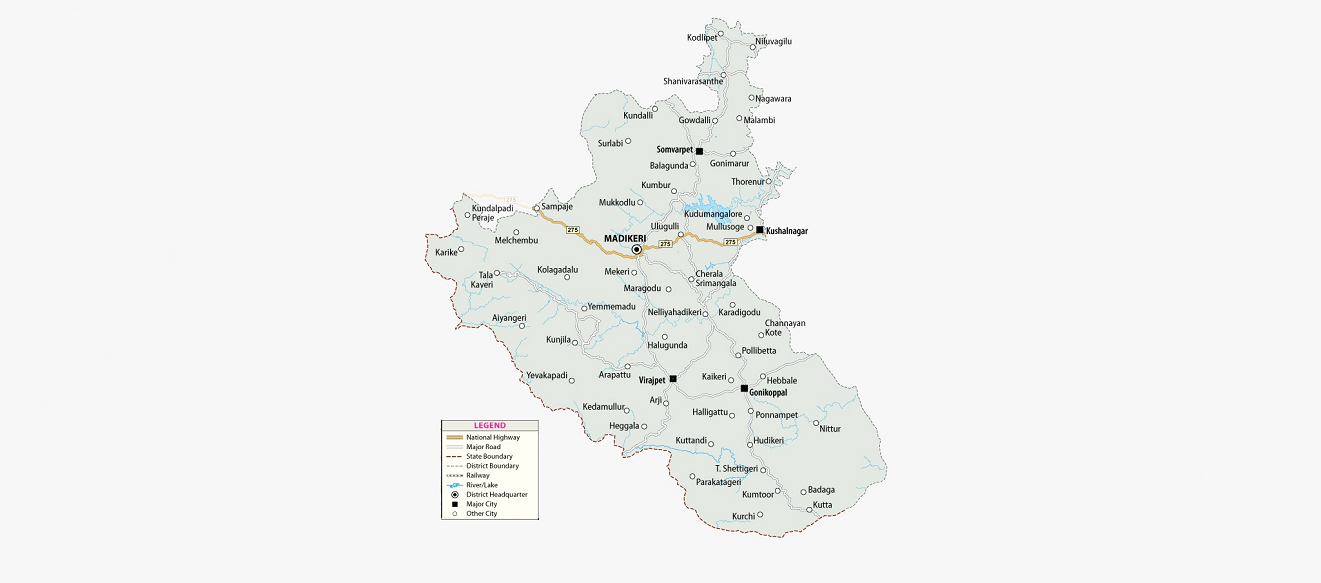 Kodlipet
Niluvagilu
Shanivarasanthe
Nagawara
Kundalli
Gowdalli
Malambi
Surlabi
Somvarpet
Balagunda
Gonimarur
Thorenur
Kumbur
Mukkodlu
275
Sampaje
Kundalpadi
Peraje
Kudumangalore
Mullusoge
Kushalnagar
Ulugulli
275
MADIKERI
275
275
Melchembu
Karike
Tala
Kaveri
Kolagadalu
Mekeri
Cherala
Srimangala
Maragodu
Yemmemadu
Nelliyahadikeri
Karadigodu
Aiyangeri
Channayan
Kote
Kunjila
Halugunda
Pollibetta
Yevakapadi
Arapattu
Virajpet
Kaikeri
Hebbale
Gonikoppal
Arji
Kedamullur
Halligattu
Ponnampet
Heggala
Nittur
Kuttandi
Hudikeri
T. Shettigeri
Parakatageri
Kumtoor
Badaga
Kutta
Kurchi
LEGEND
National Highway
Major Road
State Boundary
District Boundary
Railway
River/Lake
District Headquarter
Major City
Other City